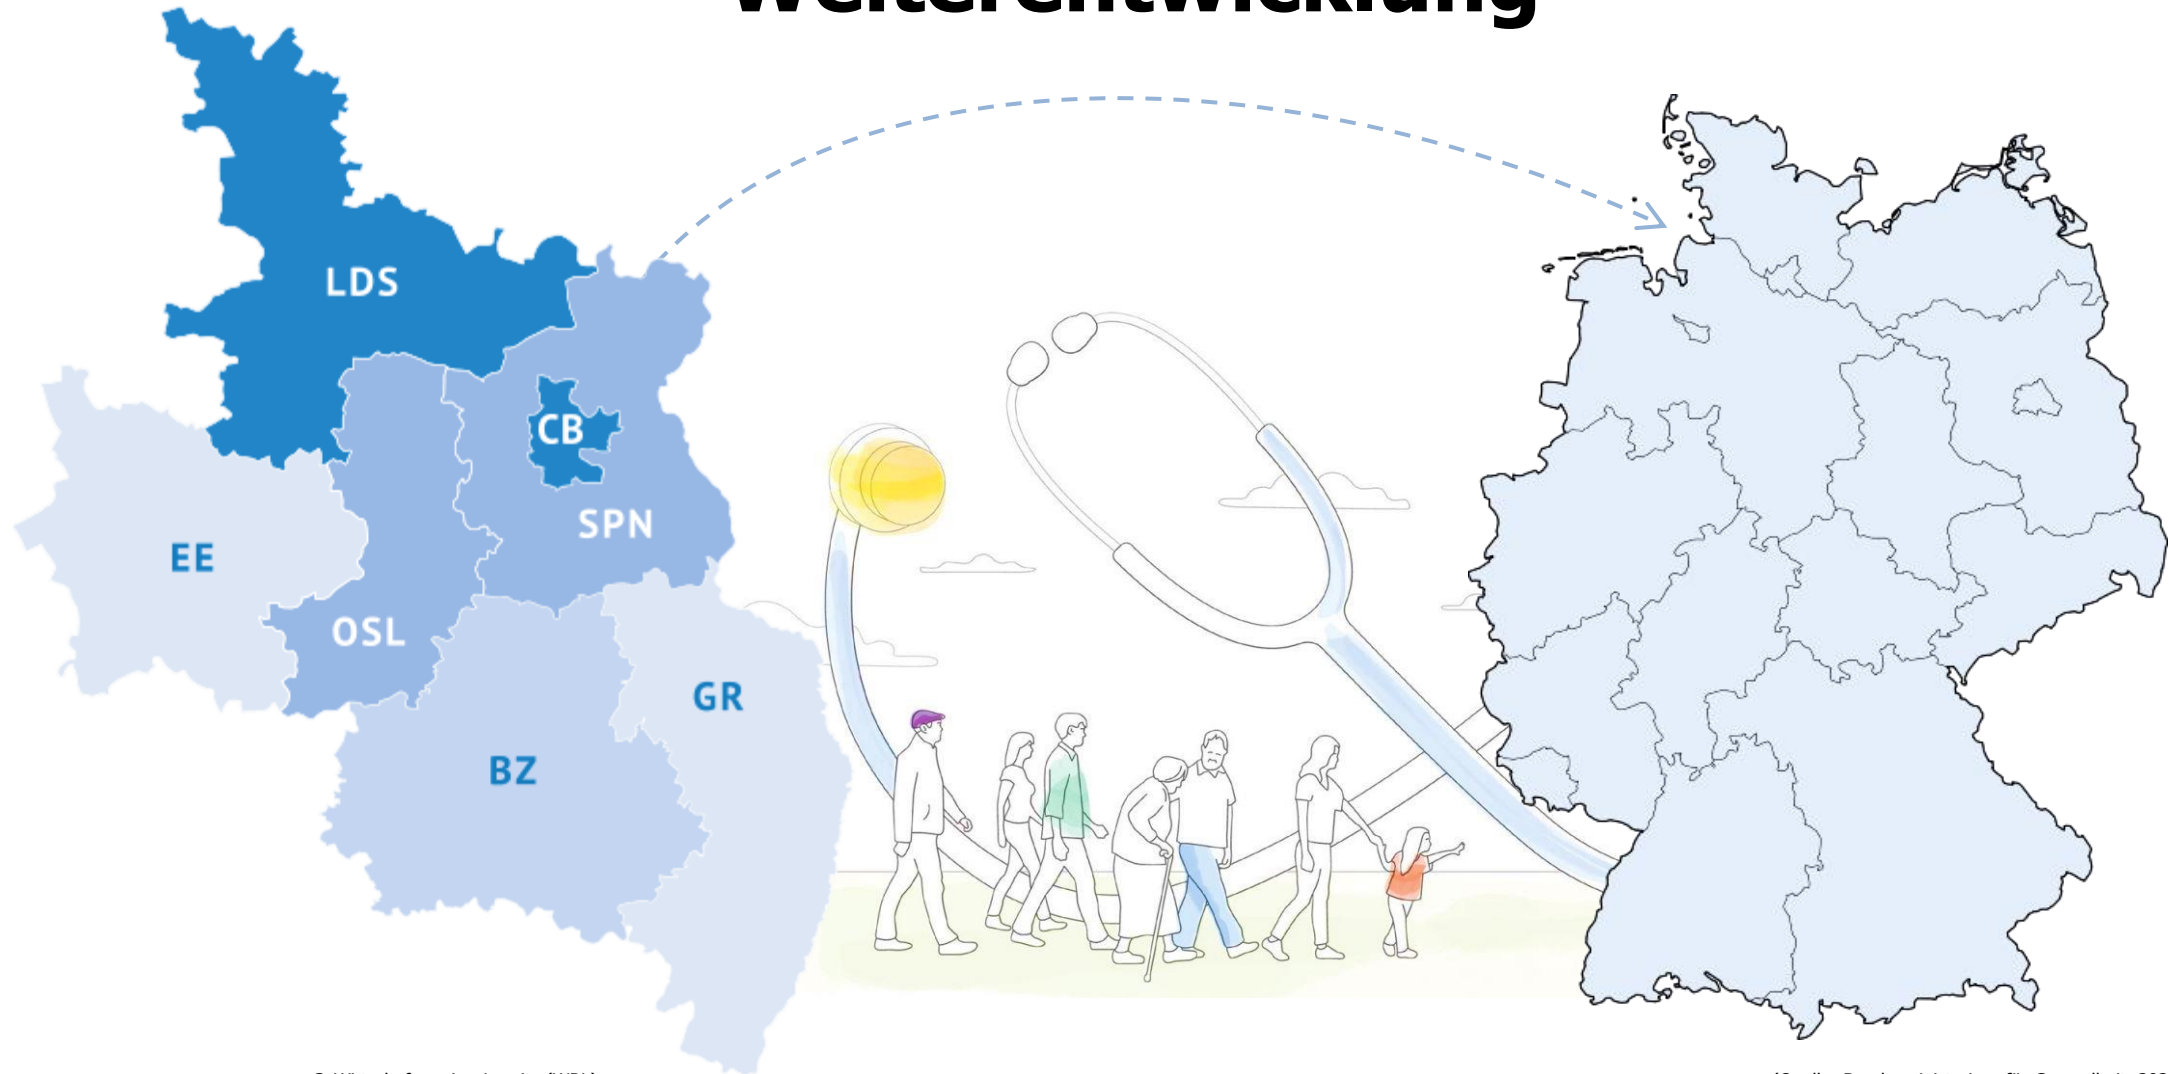 Weiterentwicklung
LDS
CB
SPN
EE
OSL
GR
BZ